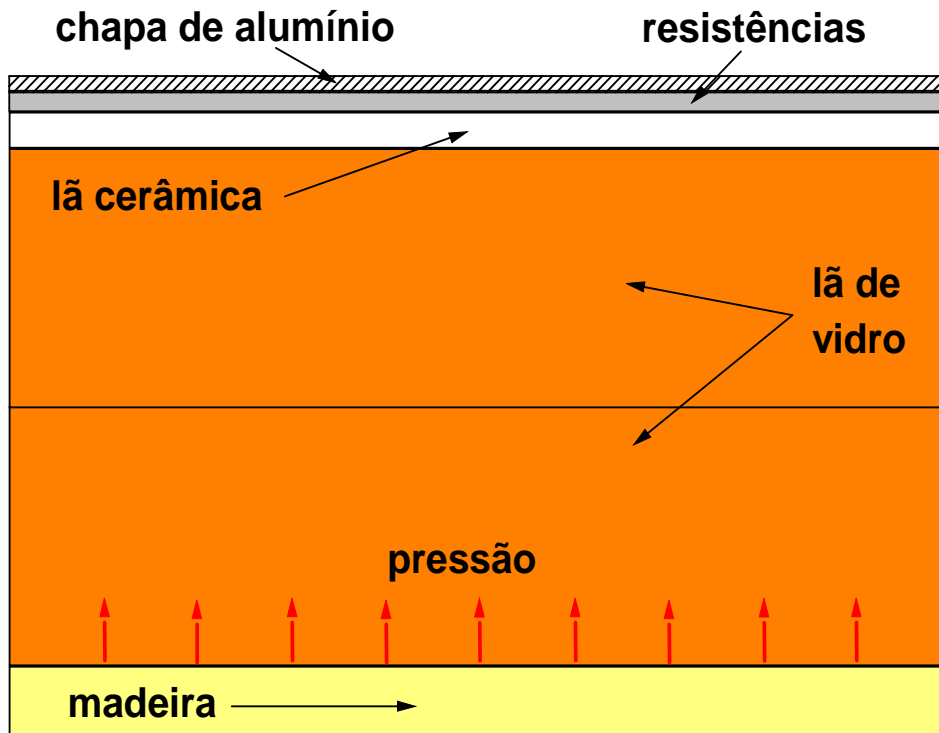 chapa de alumínio
resistências
lã cerâmica
lã de
vidro
pressão
madeira